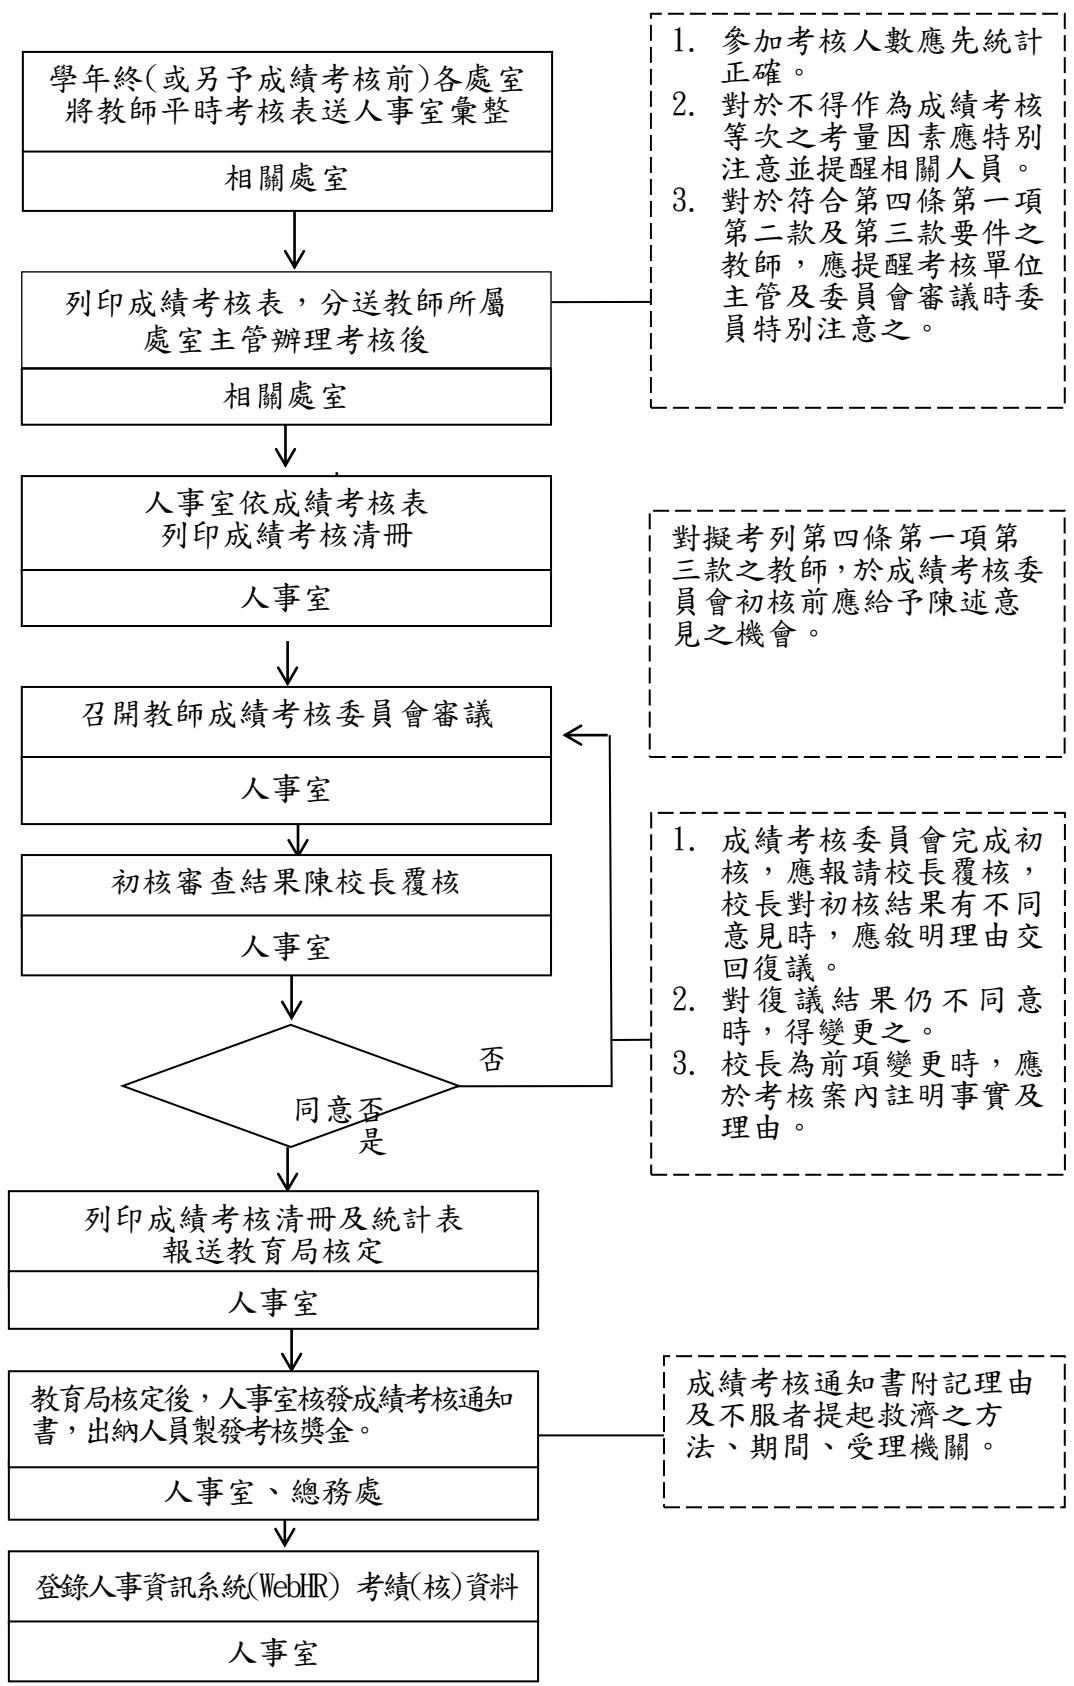 學年終(或另予成績考核前)各處室
將教師平時考核表送人事室彙整
相關處室
1. 參加考核人數應先統計
正確。
2. 對於不得作為成績考核
等次之考量因素應特別
注意並提醒相關人員。
3. 對於符合第四條第一項
第二款及第三款要件之
教師，應提醒考核單位
主管及委員會審議時委
員特別注意之。
列印成績考核表，分送教師所屬
處室主管辦理考核後
相關處室
人事室依成績考核表
列印成績考核清冊
人事室
對擬考列第四條第一項第
三款之教師，於成績考核委
員會初核前應給予陳述意
見之機會。
召開教師成績考核委員會審議
人事室
初核審查結果陳校長覆核
人事室
1. 成績考核委員會完成初
核，應報請校長覆核，
校長對初核結果有不同
意見時，應敘明理由交
回復議。
2. 對復議結果仍不同意
時，得變更之。
3. 校長為前項變更時，應
於考核案內註明事實及
理由。
否
同意否
是
列印成績考核清冊及統計表
報送教育局核定
人事室
教育局核定後，人事室核發成績考核通知
書，出納人員製發考核獎金。
人事室、總務處
成績考核通知書附記理由
及不服者提起救濟之方
法、期間、受理機關。
登錄人事資訊系統(WebHR) 考績(核)資料
人事室